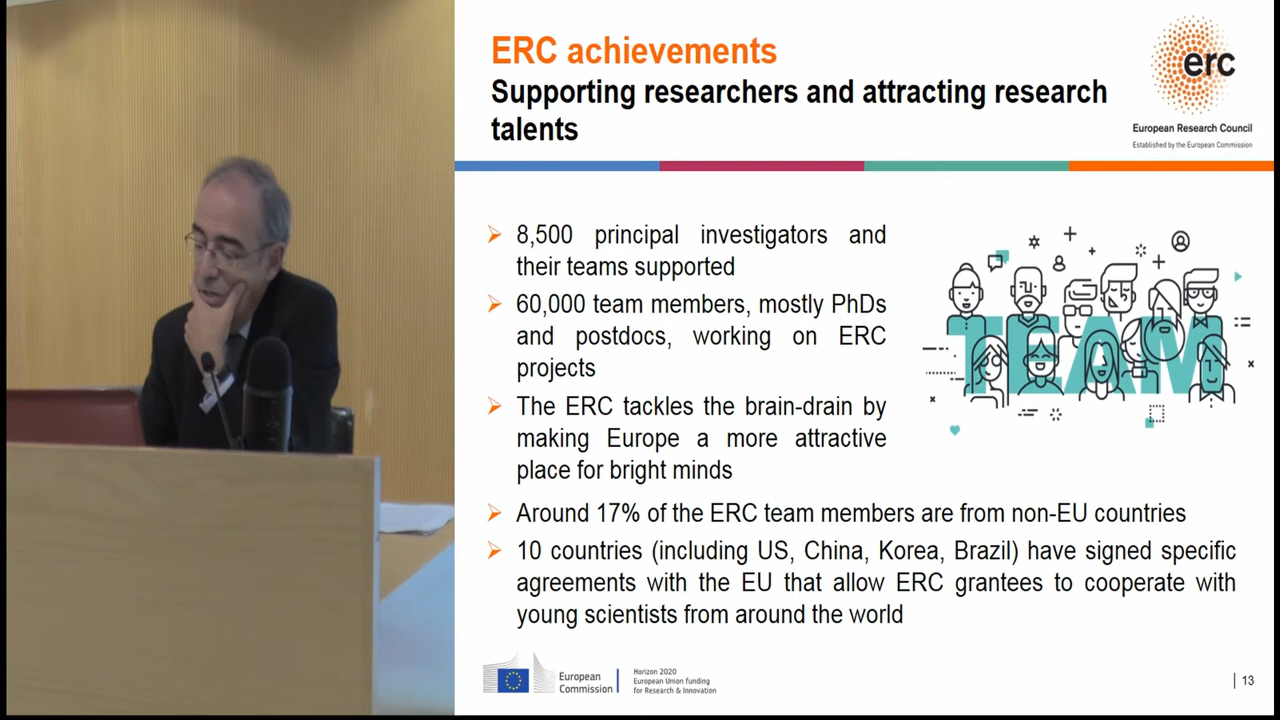 ERC achievements
Supporting researchers and attracting research
talents
erc
European Research Council
Established by the European Commission
8,500 principal investigators and
their teams supported
60,000 team members, mostly PhDs
and postdocs, working on ERC
projects
The ERC tackles the brain-drain by
making Europe a more attractive
place for bright minds
TEAM
Around 17% of the ERC team members are from non-EU countries
10 countries (including US, China, Korea, Brazil) have signed specific
agreements with the EU that allow ERC grantees to cooperate with
young scientists from around the world
European
Commission
Horizon 2020
European Union funding
for Research & Innovation
| 13